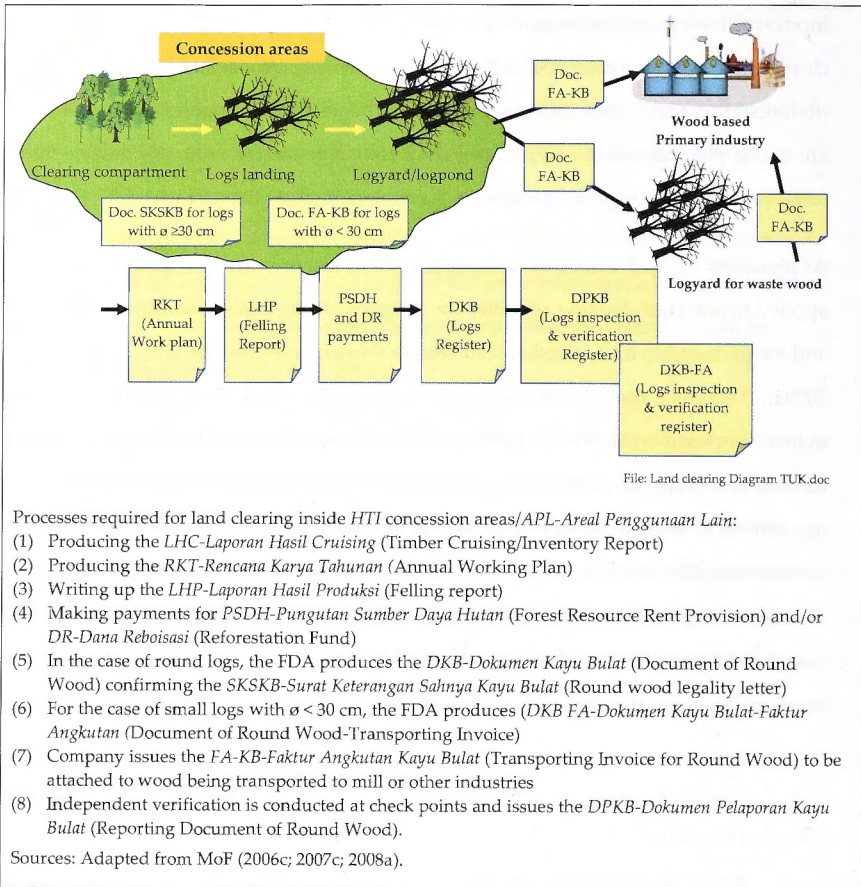 Concession areas
Doc.
FA-KB
Wood based
Primary industry
Clearing compartment
Logs landing
Logyard/logpond
Doc.
FA-KB
Doc. SKSKB for logs
with ø ≥30 cm
Doc. FA-KB for logs
with ø < 30 cm
Doc.
FA-KB
Logyard for waste wood
RKT
(Annual
Work plan)
LHP
(Felling
Report)
PSDH
and DR
payments
DKB
(Logs
Register)
DPKB
(Logs inspection
& verification
Register)
DKB-FA
(Logs inspection
& verification
register)
File: Land clearing Diagram TUK.doc
Processes required for land clearing inside HTI concession areas/APL-Areal Penggunaan Lain:
(1) Producing the LHC-Laporan Hasil Cruising (Timber Cruising/Inventory Report)
(2) Producing the RKT-Rencana Karya Tahunan (Annual Working Plan)
(3) Writing up the LHP-Laporan Hasil Produksi (Felling report)
(4) Making payments for PSDH-Pungutan Sumber Daya Hutan (Forest Resource Rent Provision) and/or
DR-Dana Reboisasi (Reforestation Fund)
(5) In the case of round logs, the FDA produces the DKB-Dokumen Kayu Bulat (Document of Round
Wood) confirming the SKSKB-Surat Keterangan Sahnya Kayu Bulat (Round wood legality letter)
(6) For the case of small logs with ø < 30 cm, the FDA produces (DKB FA-Dokumen Kayu Bulat-Faktur
Angkutan (Document of Round Wood-Transporting Invoice)
(7) Company issues the FA-KB-Faktur Angkutan Kayu Bulat (Transporting Invoice for Round Wood) to be
attached to wood being transported to mill or other industries
(8) Independent verification is conducted at check points and issues the DPKB-Dokumen Pelaporan Kayu
Bulat (Reporting Document of Round Wood).
Sources: Adapted from MoF (2006c; 2007c; 2008a).